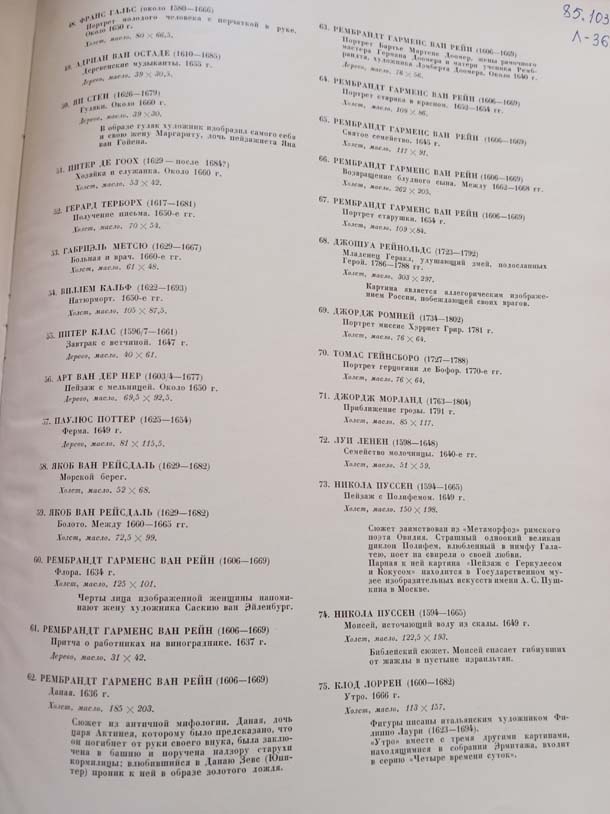 48. ФРАНС ГАЛЬС (около 1580—1666)
Портрет молодого человека с перчаткой в руке.
Около 1650 г.
Холст, масло. 80 × 66,5.
49. АДРИАН ВАН ОСТАДЕ (1610—1685)
Деревенские музыканты. 1655 г.
Дерево, масло. 39 × 30,5.
50. ЯН СТЕН (1626—1679)
Гуляки. Около 1660 г.
Дерево, масло. 39 × 30.
В образе гуляк художник изобразил самого себя
и свою жену Маргариту, дочь пейзажиста Яна
ван Гойена.
51. ПИТЕР ДЕ ГООХ (1629 — после 1684?)
Хозяйка и служанка. Около 1660 г.
Холст, масло. 53 × 42.
52. ГЕРАРД ТЕРБОРХ (1617—1681)
Получение письма. 1650-е гг.
Холст, масло. 70 × 54.
53. ГАБРИЭЛЬ МЕТСЮ (1629—1667)
Больная и врач. 1660-е гг.
Холст, масло. 61 × 48.
54. ВИЛЛЕМ КАЛЬФ (1622—1693)
Натюрморт. 1650-е гг.
Холст, масло. 105 × 87,5.
55. ПИТЕР КЛАС (1596/7—1661)
Завтрак с ветчиной. 1647 г.
Дерево, масло. 40 × 61.
56. АРТ ВАН ДЕР НЕР (1603/4—1677)
Пейзаж с мельницей. Около 1650 г.
Дерево, масло. 69,5 × 92,5.
57. ПАУЛЮС ПОТТЕР (1625—1654)
Ферма. 1649 г.
Дерево, масло. 81 × 115,5.
58. ЯКОБ ВАН РЕЙСДАЛЬ (1629—1682)
Морской берег.
Холст, масло. 52 × 68.
59. ЯКОБ ВАН РЕЙСДАЛЬ (1629—1682)
Болото. Между 1660—1665 гг.
Холст, масло. 72,5 × 99.
60. РЕМБРАНДТ ГАРМЕНС ВАН РЕЙН (1606—1669)
Флора. 1634 г.
Холст, масло. 125 × 101.
Черты лица изображенной женщины напоми-
нают жену художника Саскию ван Эйленбург.
61. РЕМБРАНДТ ГАРМЕНС ВАН РЕЙН (1606—1669)
Притча о работниках на винограднике. 1637 г.
Дерево, масло. 31 × 42.
62. РЕМБРАНДТ ГАРМЕНС ВАН РЕЙН (1606—1669)
Даная. 1636 г.
Холст, масло. 185 × 203.
Сюжет из античной мифологии. Даная, дочь
царя Актинея, которому было предсказано, что
он погибнет от руки своего внука, была заклю-
чена в башню и поручена надзору старухи
кормилицы; влюбившийся в Данаю Зевс (Юпи-
тер) проник к ней в образе золотого дождя.
85.103
Л-36
63. РЕМБРАНДТ ГАРМЕНС ВАН РЕЙН (1606—1669)
Портрет Бартье Мартенс Доомер, жены рамочного
мастера Германа Доомера и матери ученика Ремб-
рандта, художника Ламберта Доомера. Около 1640 г.
Дерево, масло. 76 × 56.
64. РЕМБРАНДТ ГАРМЕНС ВАН РЕЙН (1606—1669)
Портрет старика в красном. 1652—1654 гг.
Холст, масло. 108 × 86.
65. РЕМБРАНДТ ГАРМЕНС ВАН РЕЙН (1606—1669)
Святое семейство. 1645 г.
Холст, масло. 117 × 91.
66. РЕМБРАНДТ ГАРМЕНС ВАН РЕЙН (1606—1669)
Возвращение блудного сына. Между 1663—1668 гг.
Холст, масло. 262 × 205.
67. РЕМБРАНДТ ГАРМЕНС ВАН РЕЙН (1606—1669)
Портрет старушки. 1654 г.
Холст, масло. 109 × 84.
68. ДЖОШУА РЕЙНОЛЬДС (1723—1792)
Младенец Геракл, удушающий змей, подосланных
Герой. 1786—1788 гг.
Холст, масло. 303 × 297.
Картина является аллегорическим изображе-
нием России, побеждающей своих врагов.
69. ДЖОРДЖ РОМНЕЙ (1734—1802)
Портрет миссис Хэрриет Грир. 1781 г.
Холст, масло. 76 × 64.
70. ТОМАС ГЕЙНСБОРО (1727—1788)
Портрет герцогини де Бофор. 1770-е гг.
Холст, масло. 76 × 64.
71. ДЖОРДЖ МОРЛАНД (1763—1804)
Приближение грозы. 1791 г.
Холст, масло. 85 × 117.
72. ЛУИ ЛЕНЕН (1598—1648)
Семейство молочницы. 1640-е г.
Холст, масло. 51 × 59.
73. НИКОЛА ПУССЕН (1594—1665)
Пейзаж с Полифемом. 1649 г.
Холст, масло. 150 × 198.
Сюжет заимствован из «Метаморфоз» римского
поэта Овидия. Страшный одноокий великан
циклоп Полифем, влюбленный в нимфу Гала-
тею, поет на свирели о своей любви.
Парная к ней картина «Пейзаж с Геркулесом
и Кокусом» находится в Государственном му-
зее изобразительных искусств имени А. С. Пуш-
кина в Москве.
74. НИКОЛА ПУССЕН (1594—1665)
Моисей, источающий воду из скалы. 1649 г.
Холст, масло. 122,5 × 193.
Библейский сюжет. Моисей спасает гибнувших
от жажды в пустыне израильтян.
75. КЛОД ЛОРРЕН (1600—1682)
Утро. 1666 г.
Холст, масло. 113 × 157.
Фигуры писаны итальянским художником Фи-
липпо Лаури (1623—1694).
«Утро» вместе с тремя другими картинами,
находящимися в собрании Эрмитажа, входит
в серию «Четыре времени суток».